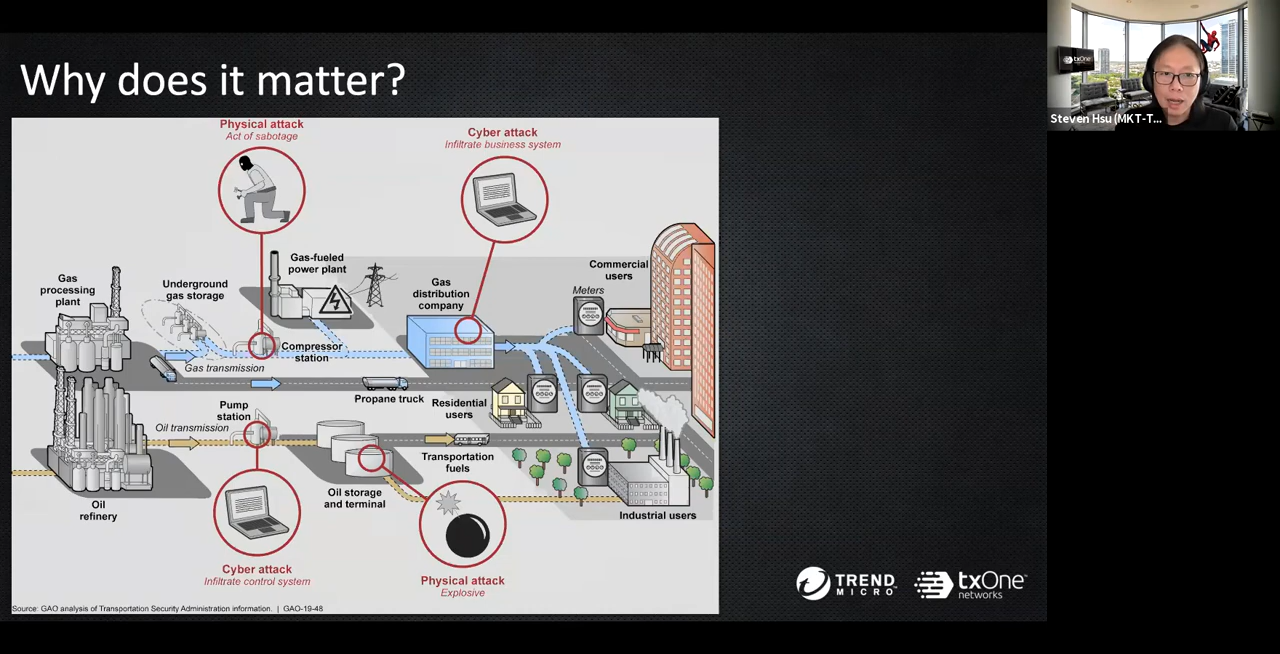 Why does it matter?
Physical attack
Act of sabotage
Cyber attack
Infiltrate business system
Gas-fueled
power plant
Gas
processing
plant
Underground
gas storage
Gas
distribution
company
Commercial
users
Meters
Compressor
station
Gas transmission
Propane truck
Residential
users
Pump
station
Oil transmission
Transportation
fuels
Oil storage
and terminal
Oil
refinery
Industrial users
Cyber attack
Infiltrate control system
Physical attack
Explosive
Source: GAO analysis of Transportation Security Administration information. | GAO-19-48
TREND
MICRO
txOne
networks
txOne
Steven Hsu (MKT-T...